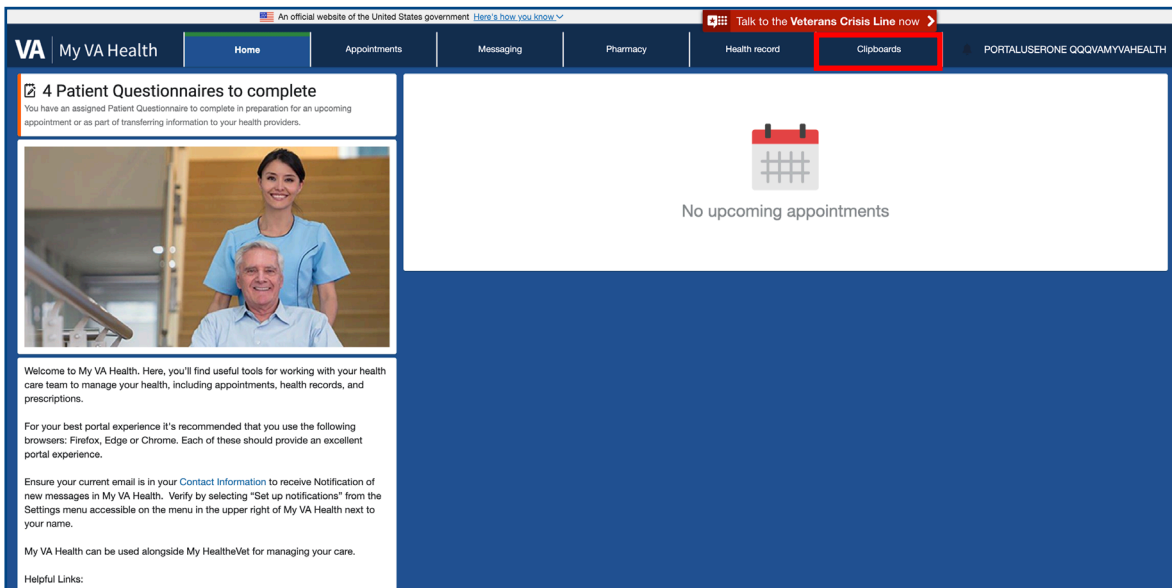 An official website of the United States government Here's how you know
Talk to the Veterans Crisis Line now
VA My VA Health
Home
Appointments
Messaging
Pharmacy
Health record
Clipboards
PORTALUSERONE QQQVAMYVAHEALTH
4 Patient Questionnaires to complete
You have an assigned Patient Questionnaire to complete in preparation for an upcoming
appointment or as part of transferring information to your health providers.
No upcoming appointments
Welcome to My VA Health. Here, you'll find useful tools for working with your health
care team to manage your health, including appointments, health records, and
prescriptions.
For your best portal experience it's recommended that you use the following
browsers: Firefox, Edge or Chrome. Each of these should provide an excellent
portal experience.
Ensure your current email is in your Contact Information to receive Notification of
new messages in My VA Health. Verify by selecting “Set up notifications” from the
Settings menu accessible on the menu in the upper right of My VA Health next to
your name.
My VA Health can be used alongside My HealtheVet for managing your care.
Helpful Links: